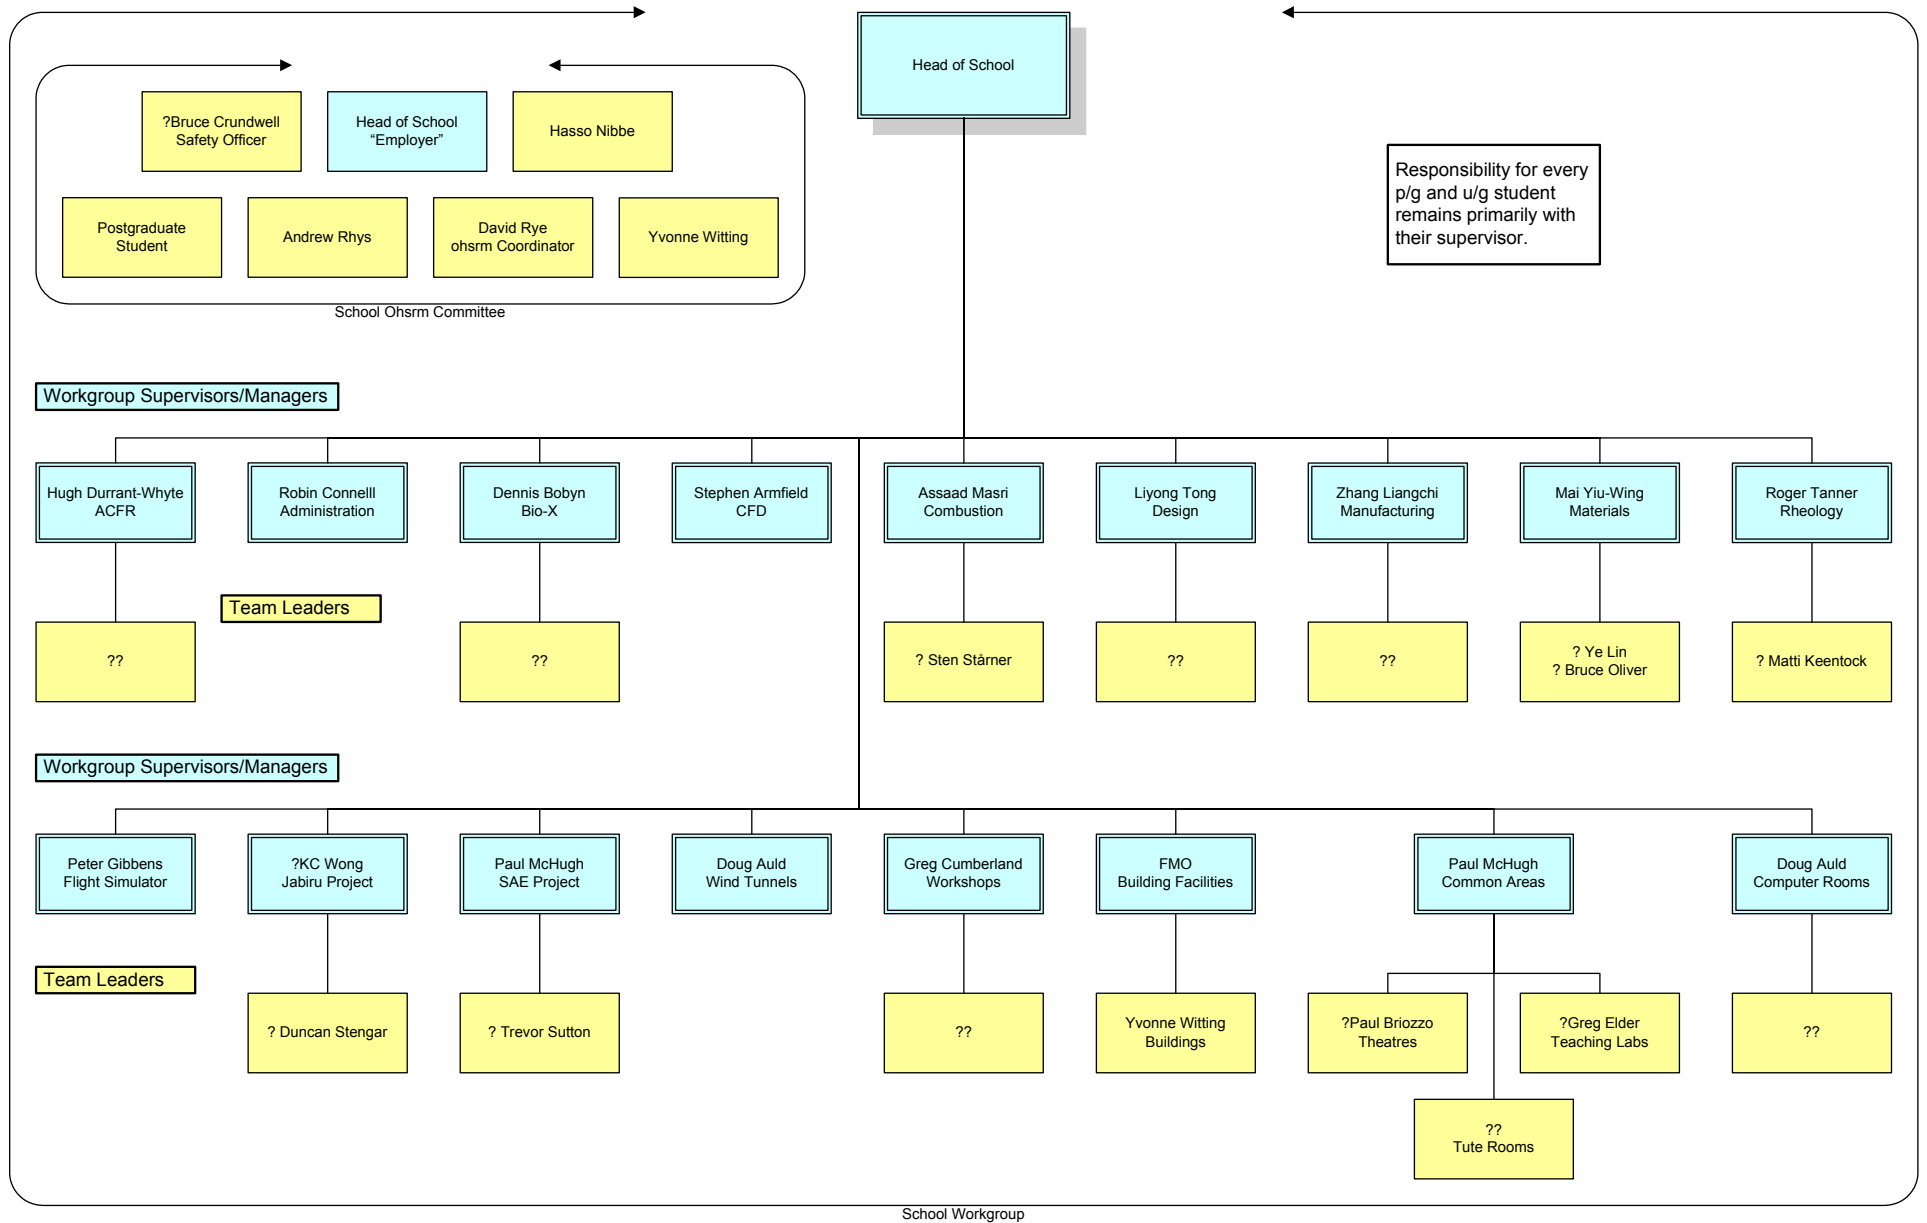 Head of School
?Bruce Crundwell
Safety Officer
Head of School
“Employer”
Hasso Nibbe
Postgraduate
Student
Andrew Rhys
David Rye
ohsrm Coordinator
Yvonne Witting
School Ohsrm Committee
Responsibility for every
p/g and u/g student
remains primarily with
their supervisor.
Workgroup Supervisors/Managers
Hugh Durrant-Whyte
ACFR
Robin Connelll
Administration
Dennis Bobyn
Bio-X
Stephen Armfield
CFD
Assaad Masri
Combustion
Liyong Tong
Design
Zhang Liangchi
Manufacturing
Mai Yiu-Wing
Materials
Roger Tanner
Rheology
Team Leaders
??
??
? Sten Stårner
??
??
? Ye Lin
? Bruce Oliver
? Matti Keentock
Workgroup Supervisors/Managers
Peter Gibbens
Flight Simulator
?KC Wong
Jabiru Project
Paul McHugh
SAE Project
Doug Auld
Wind Tunnels
Greg Cumberland
Workshops
FMO
Building Facilities
Paul McHugh
Common Areas
Doug Auld
Computer Rooms
Team Leaders
? Duncan Stengar
? Trevor Sutton
??
Yvonne Witting
Buildings
?Paul Briozzo
Theatres
?Greg Elder
Teaching Labs
??
??
Tute Rooms
School Workgroup